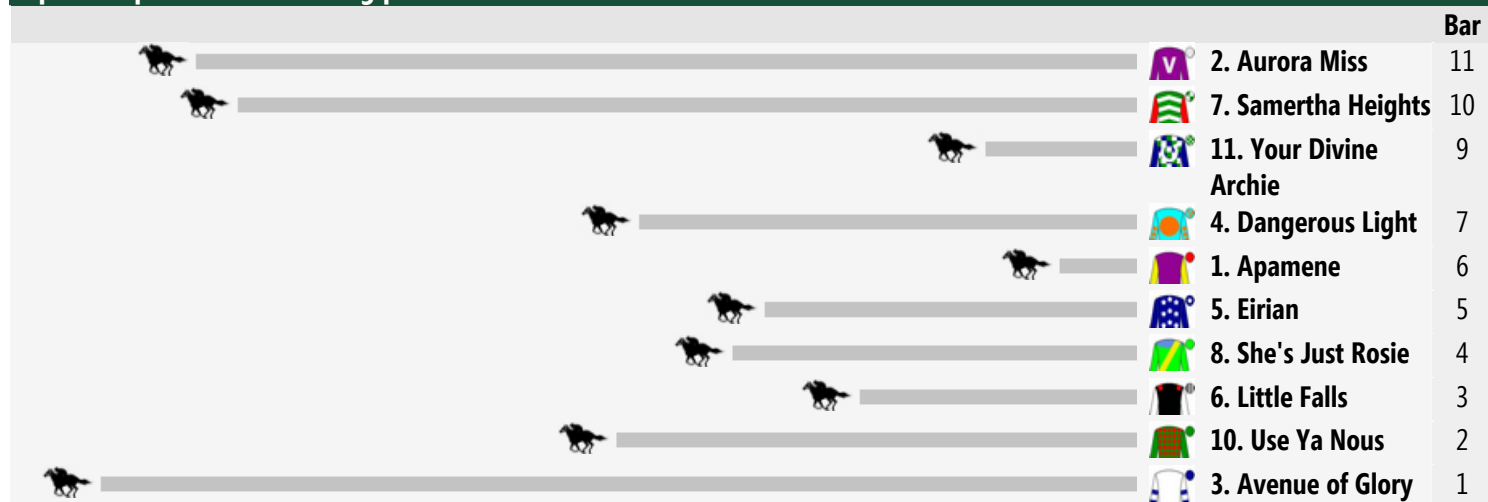 Bar
2. Aurora Miss 11
7. Samertha Heights 10
11. Your Divine 9
Archie
4. Dangerous Light 7
1. Apamene 6
5. Eirian 5
8. She's Just Rosie 4
6. Little Falls 3
10. Use Ya Nous 2
3. Avenue of Glory 1